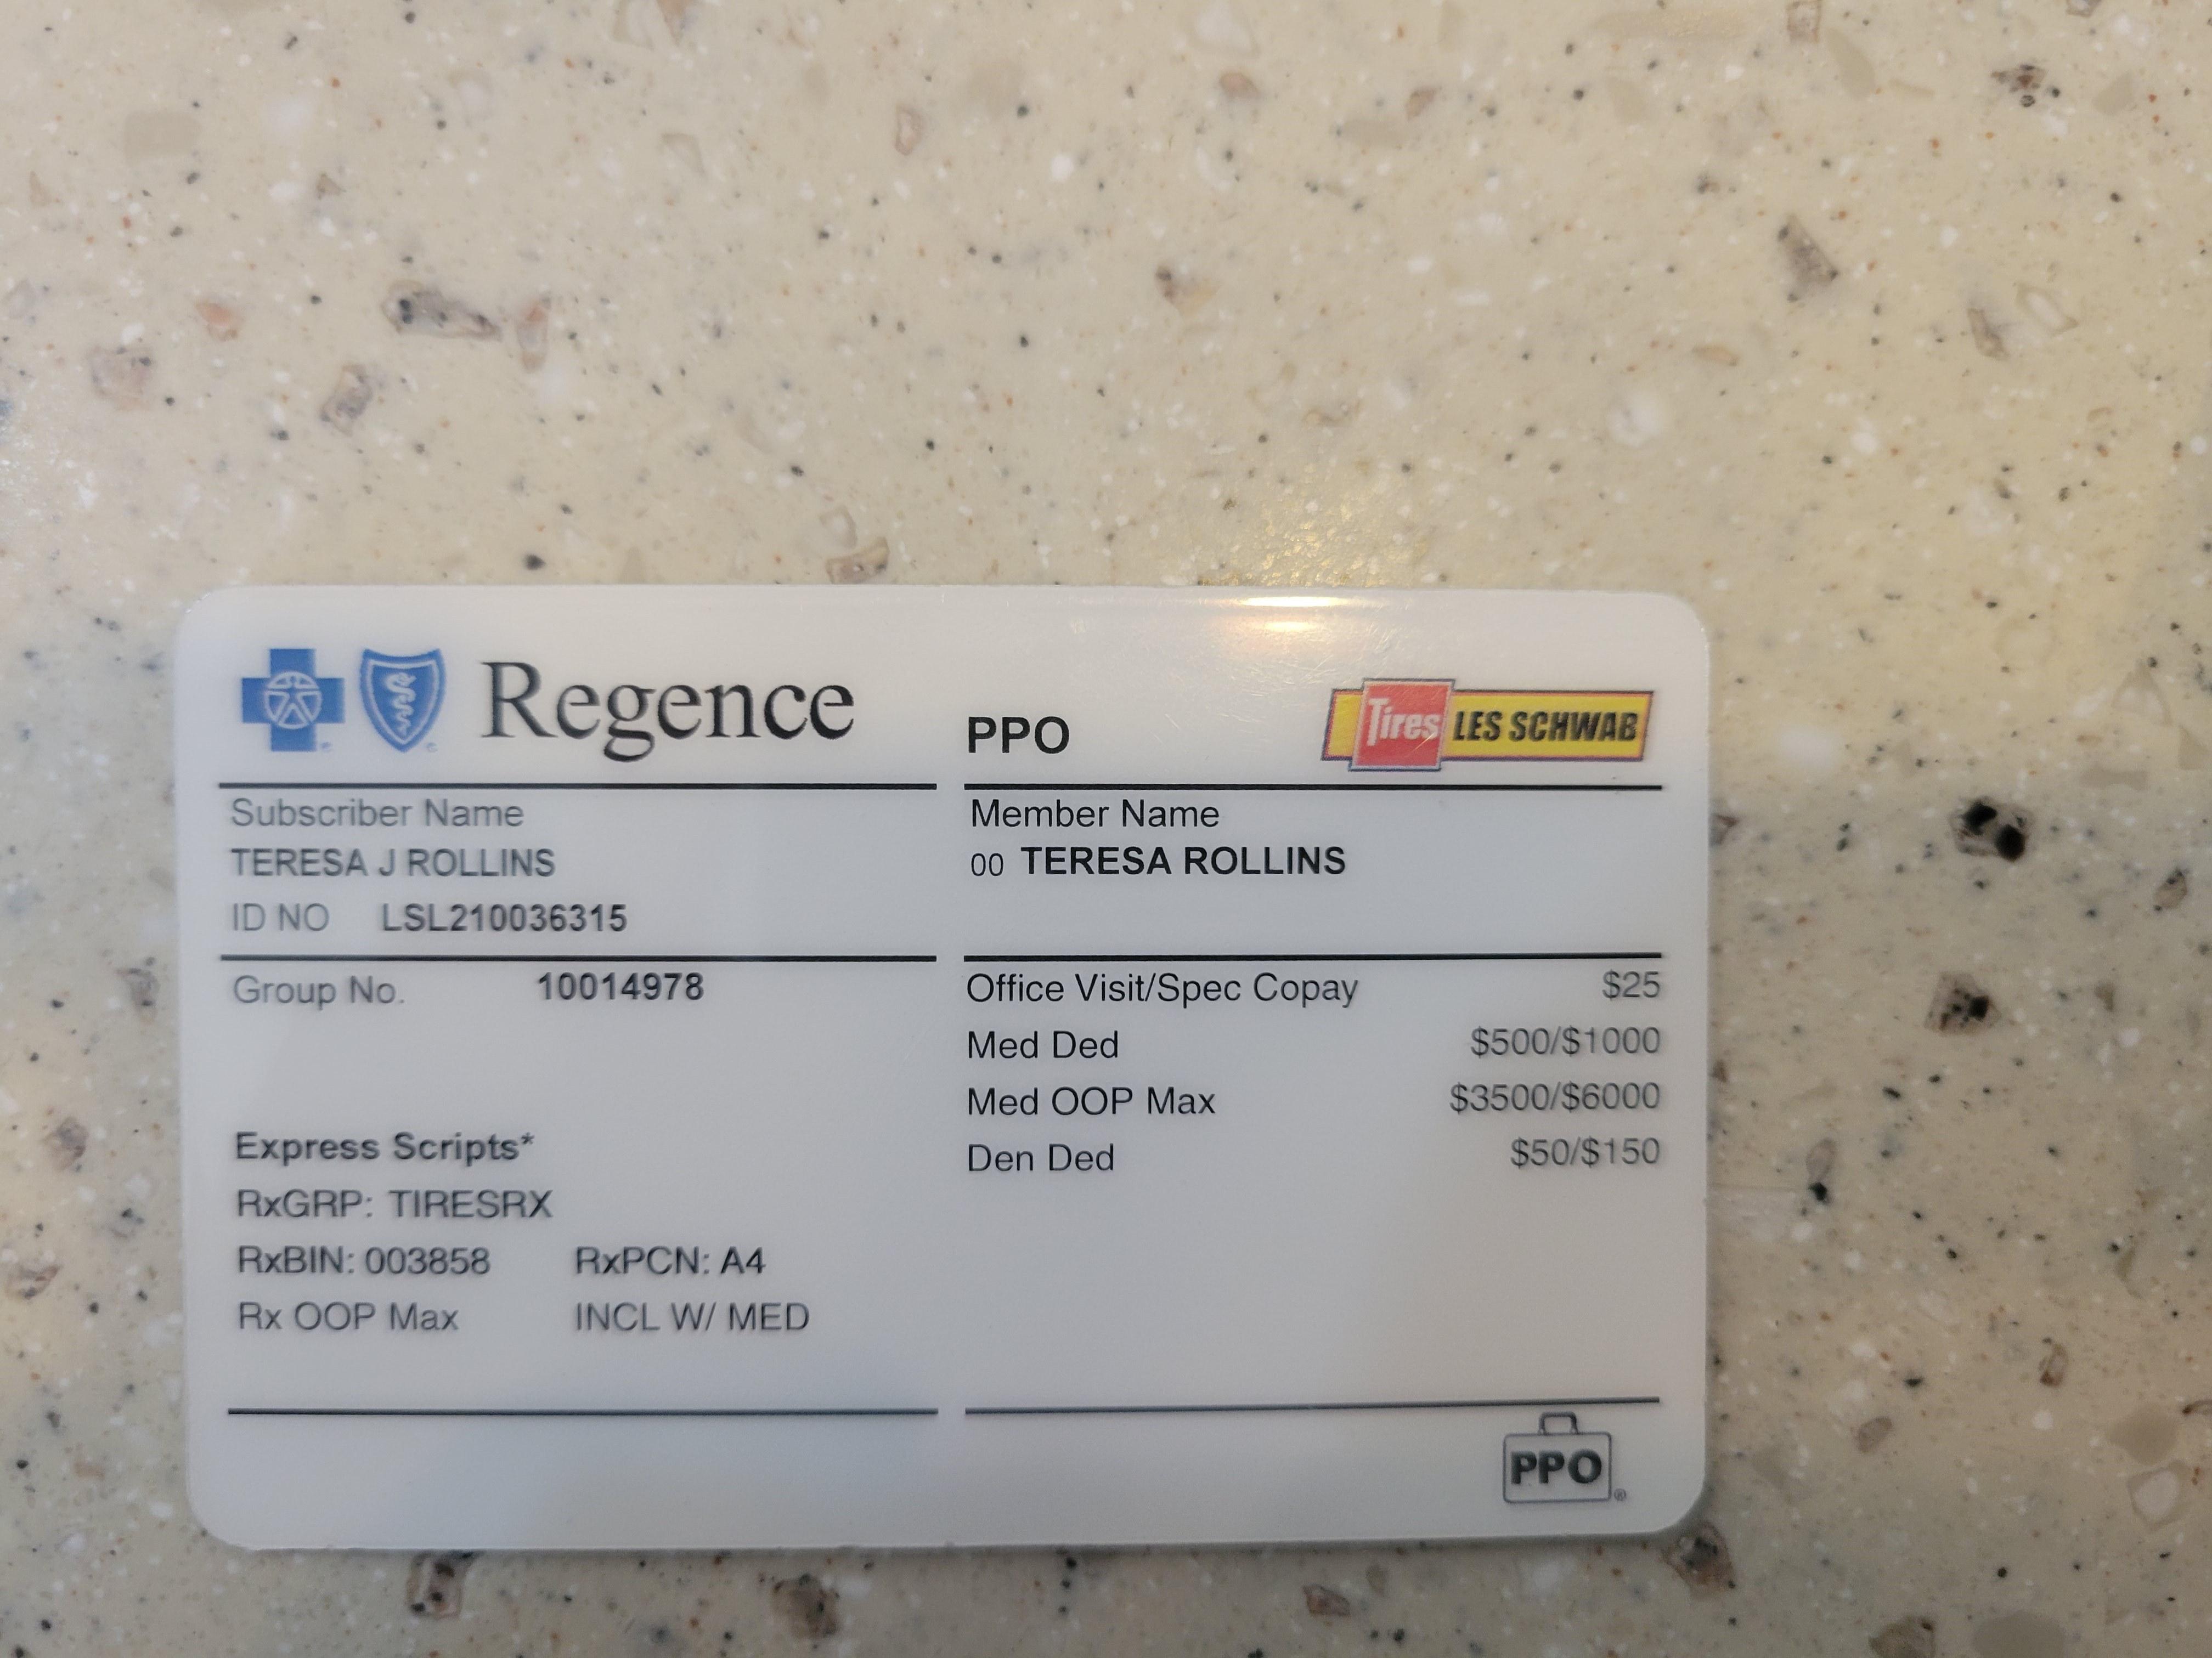 Regence
PPO
Tires LES SCHWAB
Subscriber Name
TERESA J ROLLINS
ID NO LSL210036315
Member Name
00 TERESA ROLLINS
Group No. 10014978
Express Scripts*
RxGRP: TIRESRX
RxBIN: 003858 RxPCN: A4
Rx OOP Max INCL W/ MED
Office Visit/Spec Copay $25
Med Ded $500/$1000
Med OOP Max $3500/$6000
Den Ded $50/$150
PPO®